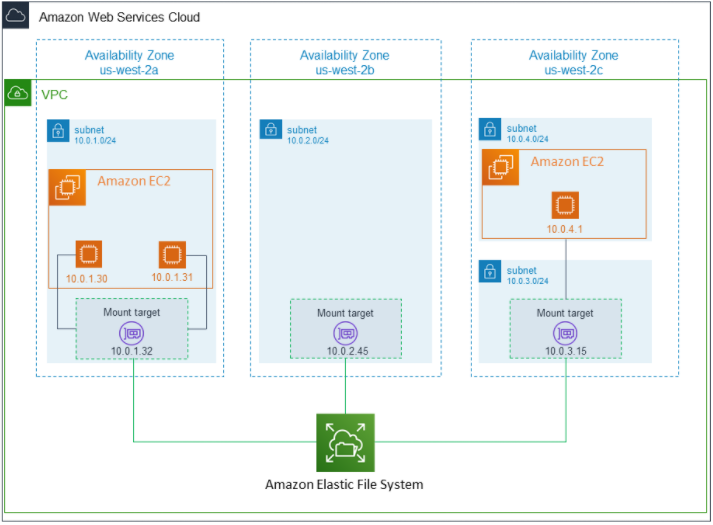 Amazon Web Services Cloud
Availability Zone
us-west-2a
Availability Zone
us-west-2b
Availability Zone
us-west-2c
VPC
subnet
10.0.1.0/24
subnet
10.0.2.0/24
subnet
10.0.4.0/24
Amazon EC2
Amazon EC2
10.0.4.1
10.0.1.30
10.0.1.31
subnet
10.0.3.0/24
Mount target
10.0.1.32
Mount target
10.0.2.45
Mount target
10.0.3.15
Amazon Elastic File System